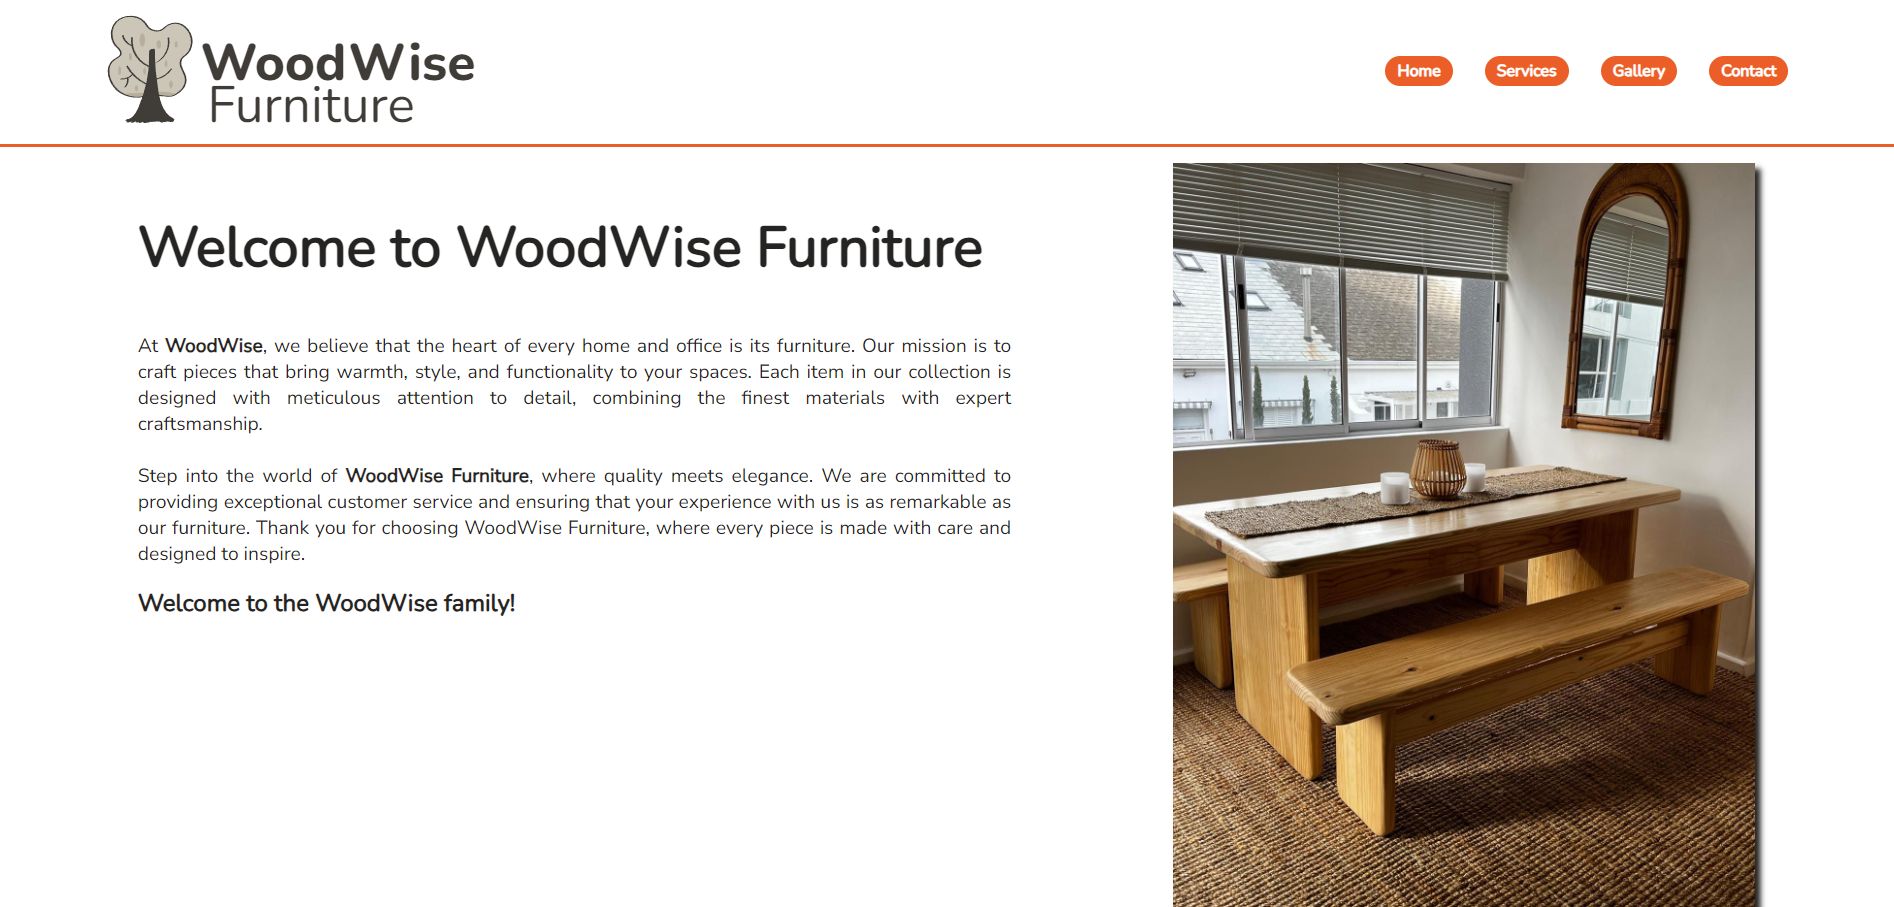 WoodWise
Furniture
Home Services Gallery Contact
Welcome to WoodWise Furniture
At WoodWise, we believe that the heart of every home and office is its furniture. Our mission is to
craft pieces that bring warmth, style, and functionality to your spaces. Each item in our collection is
designed with meticulous attention to detail, combining the finest materials with expert
craftsmanship.
Step into the world of WoodWise Furniture, where quality meets elegance. We are committed to
providing exceptional customer service and ensuring that your experience with us is as remarkable as
our furniture. Thank you for choosing WoodWise Furniture, where every piece is made with care and
designed to inspire.
Welcome to the WoodWise family!